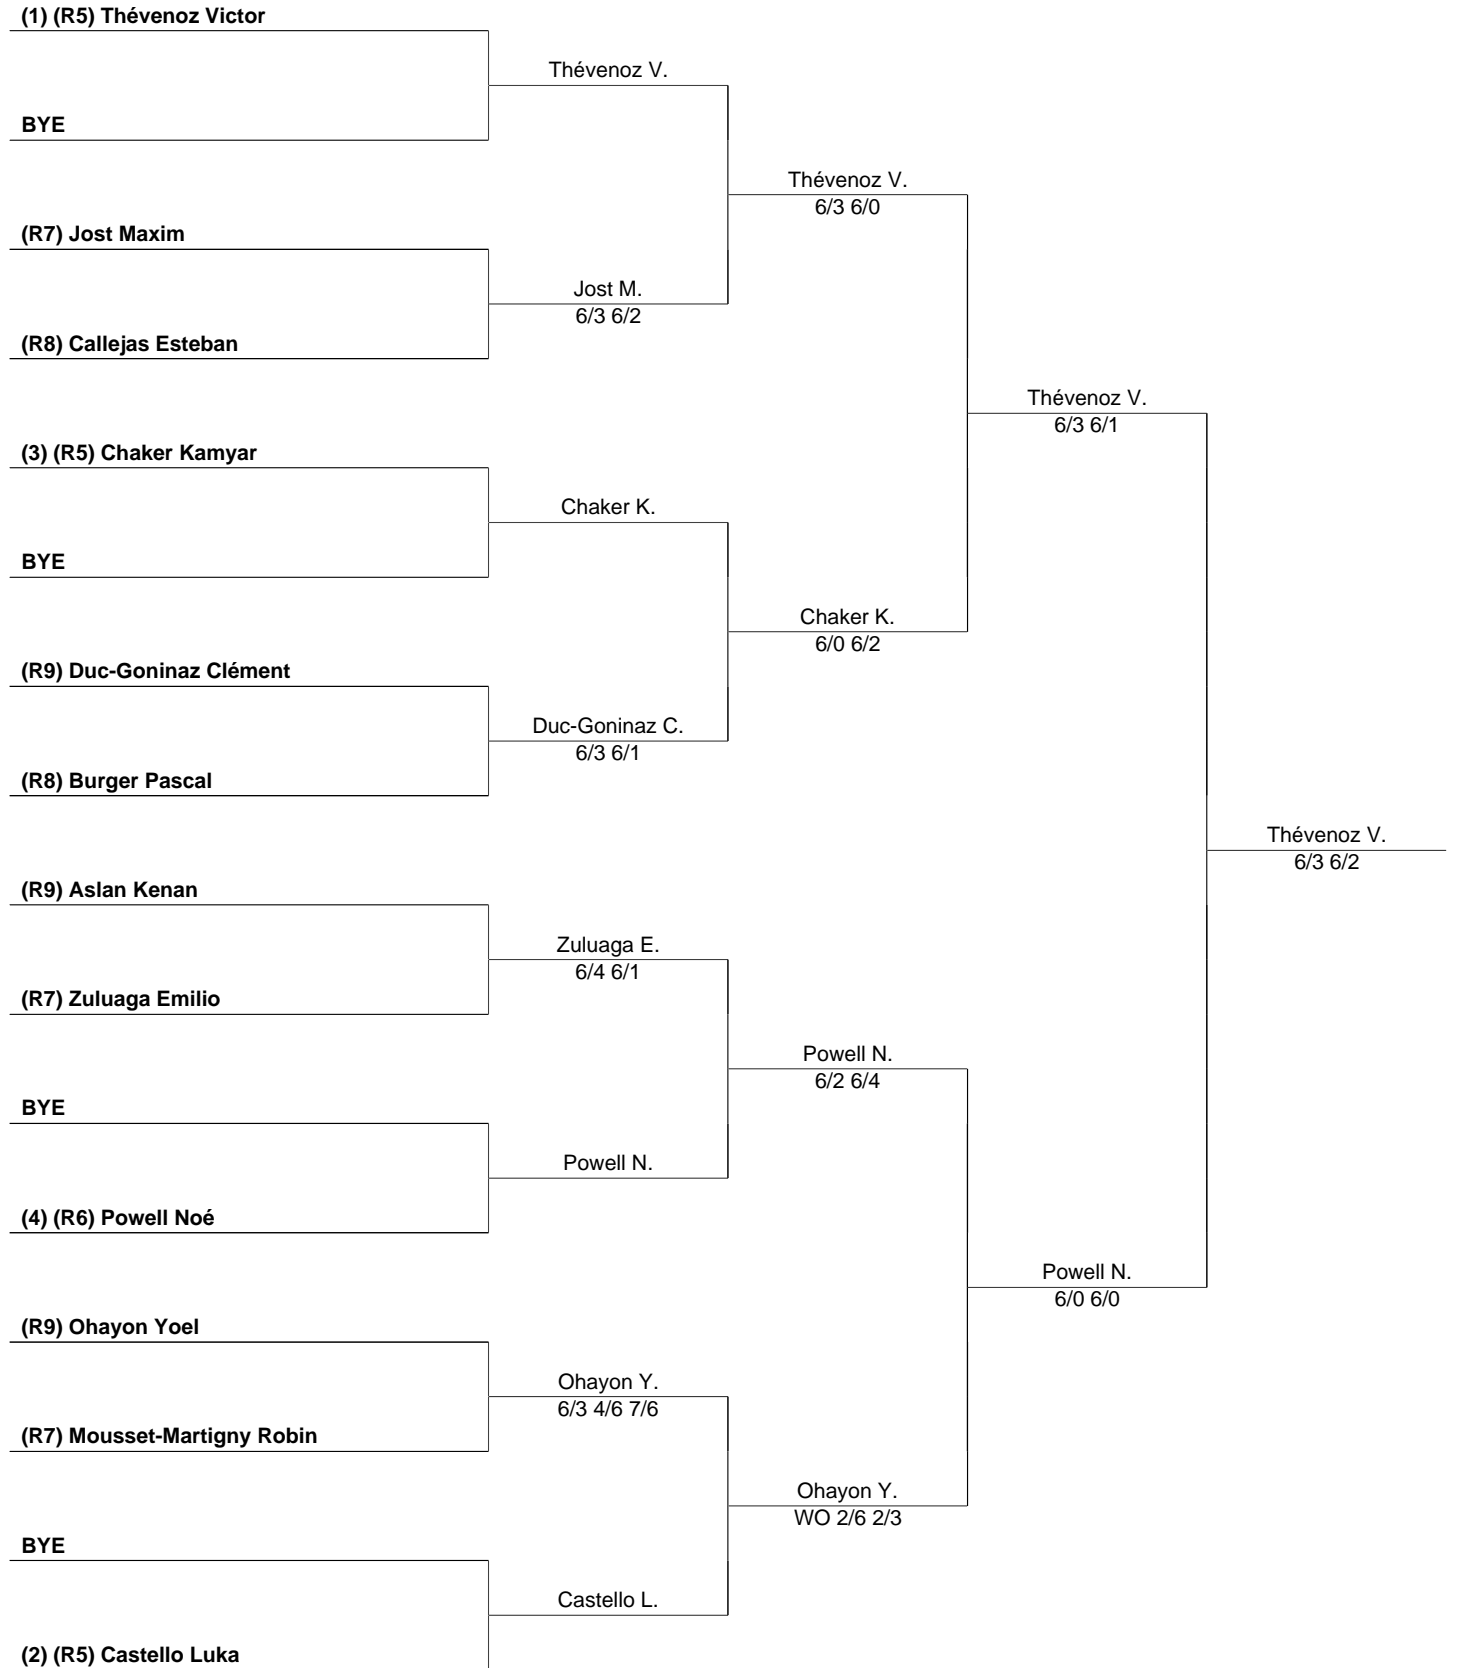 (1) (R5) Thévenoz Victor
Thévenoz V.
BYE
Thévenoz V.
6/3 6/0
(R7) Jost Maxim
Jost M.
6/3 6/2
(R8) Callejas Esteban
Thévenoz V.
6/3 6/1
(3) (R5) Chaker Kamyar
Chaker K.
BYE
Chaker K.
6/0 6/2
(R9) Duc-Goninaz Clément
Duc-Goninaz C.
6/3 6/1
(R8) Burger Pascal
Thévenoz V.
6/3 6/2
(R9) Aslan Kenan
Zuluaga E.
6/4 6/1
(R7) Zuluaga Emilio
Powell N.
6/2 6/4
BYE
Powell N.
(4) (R6) Powell Noé
Powell N.
6/0 6/0
(R9) Ohayon Yoel
Ohayon Y.
6/3 4/6 7/6
(R7) Mousset-Martigny Robin
Ohayon Y.
WO 2/6 2/3
BYE
Castello L.
(2) (R5) Castello Luka